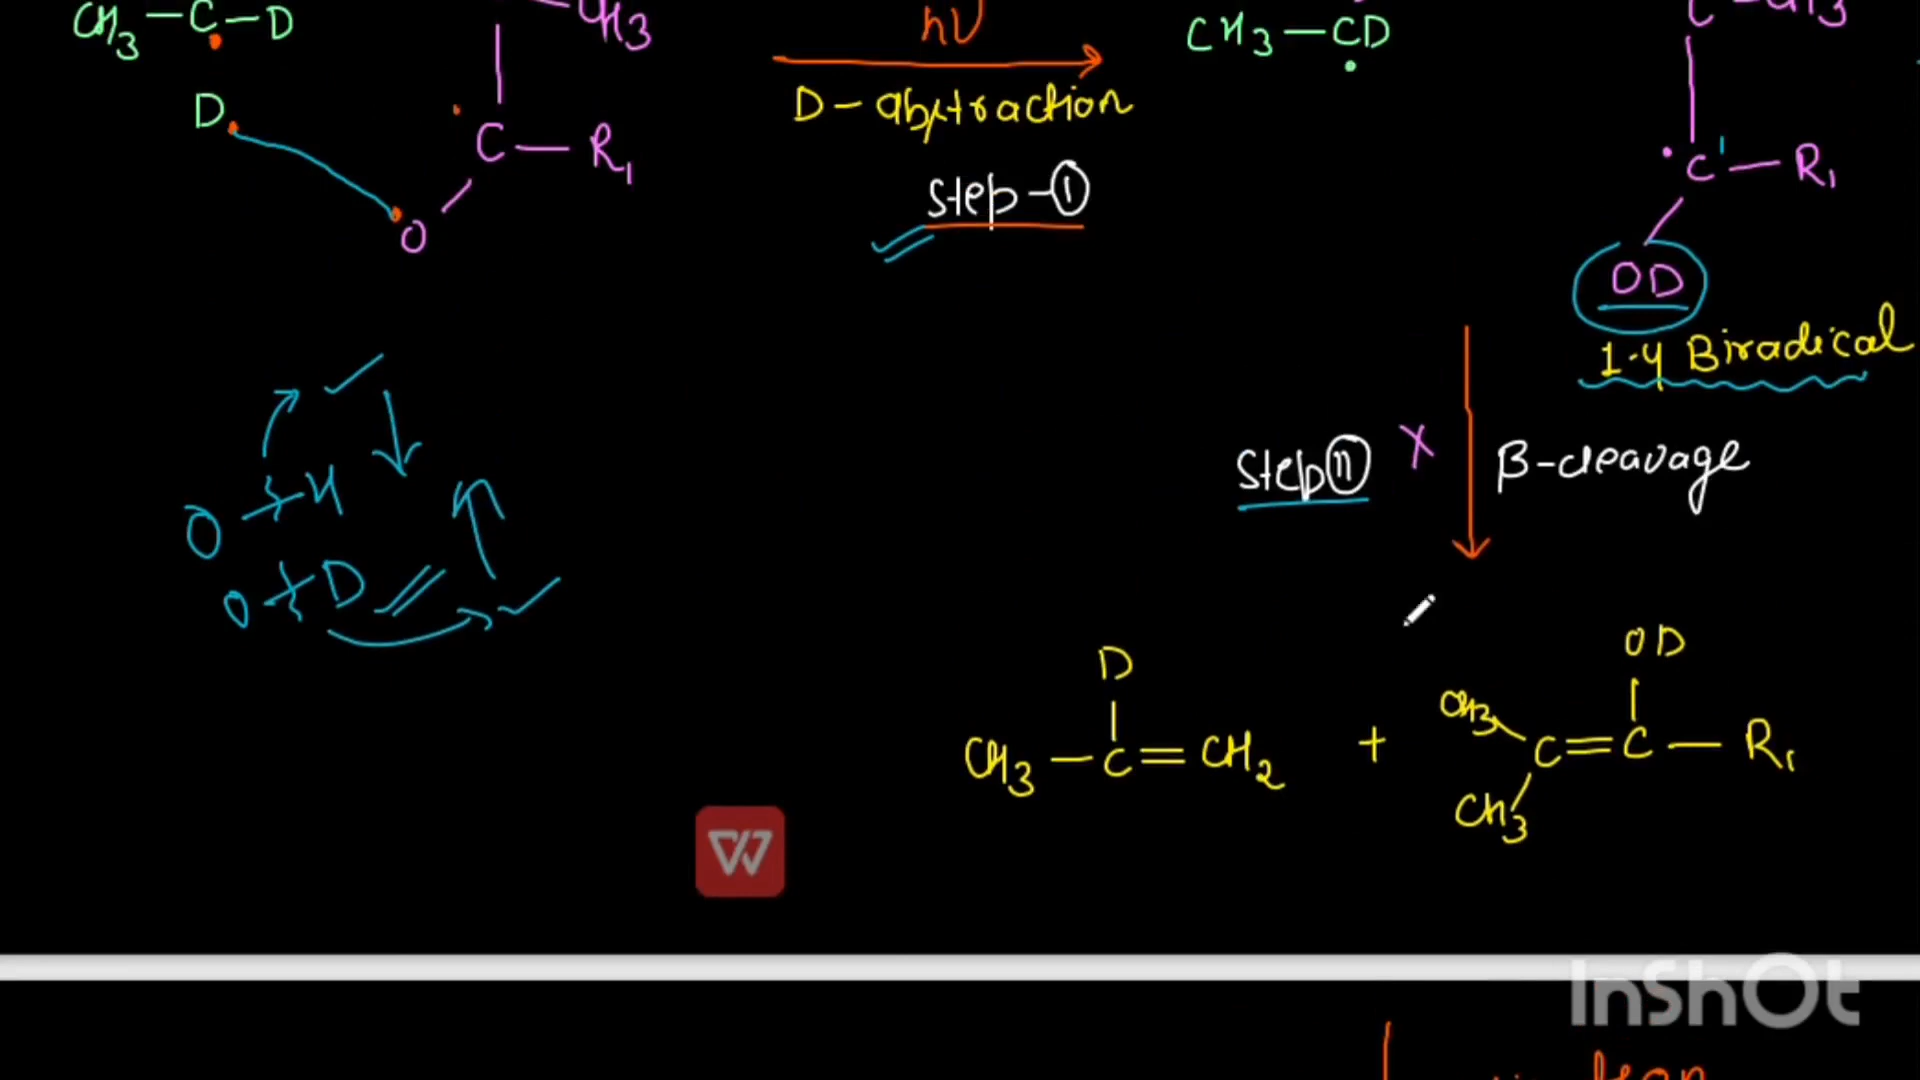 CH3 — C — D
CH3
hν
CH3 — CD
C — CH3
D
D - abstraction
C — R1
C' — R1
Step - ①
O
OD
1.4 Biradical
O H
Step ⑪
X
β-cleavage
O D
D
OD
CH3 — C = CH2 + CH3 C = C — R1
CH3
W
InShOt